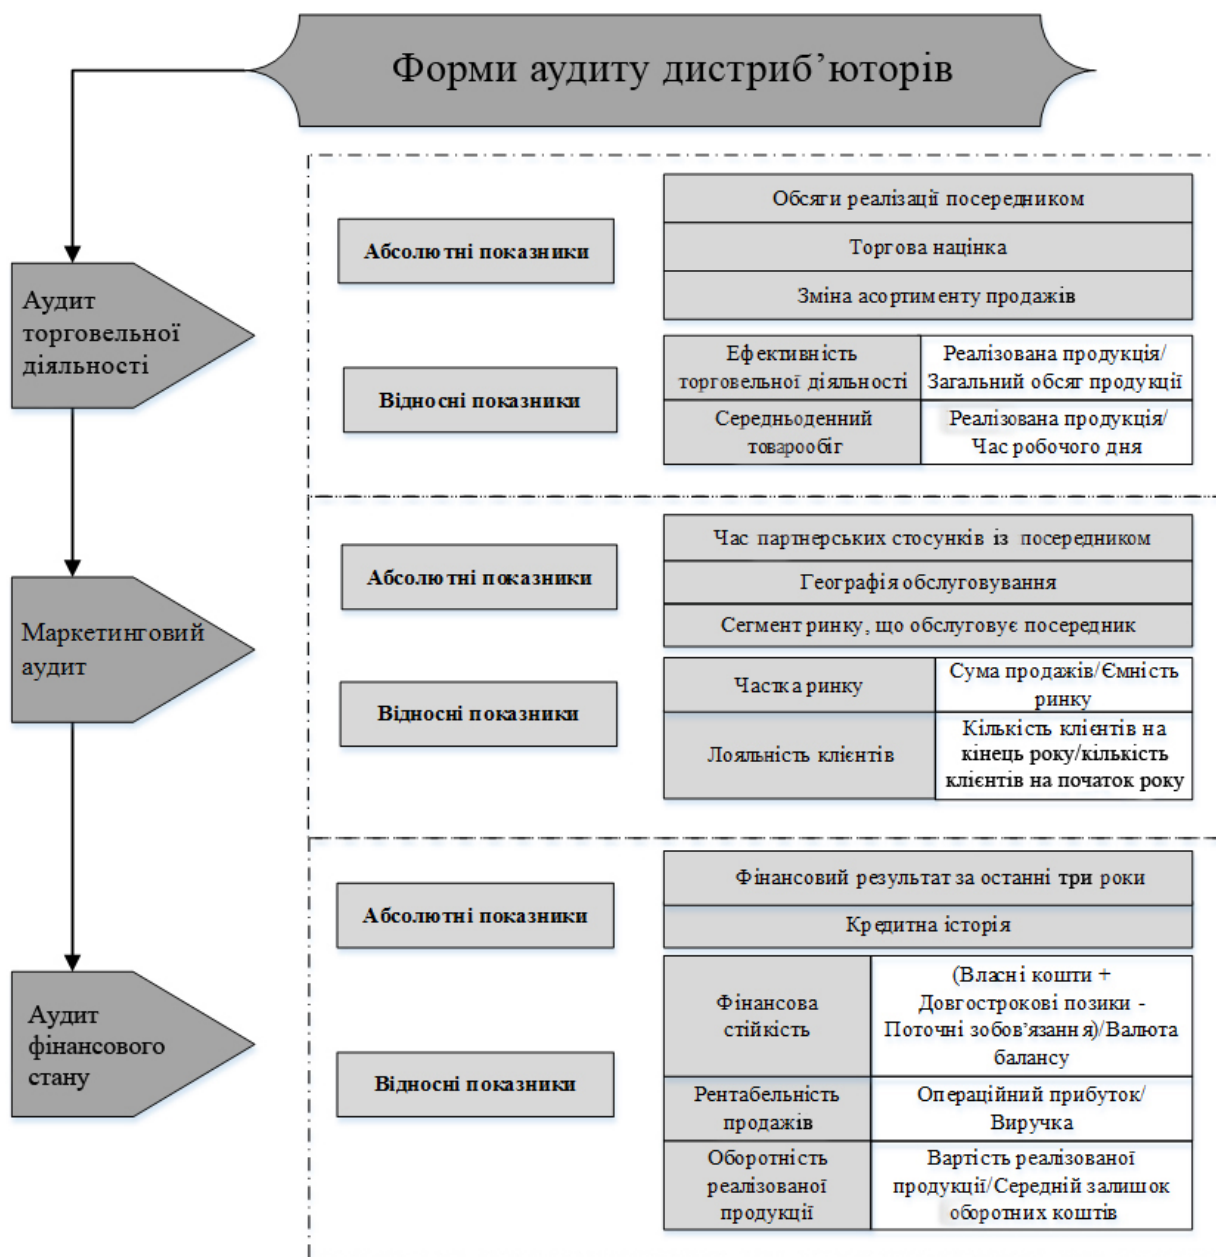 Форми аудиту дистриб’юторів
Аудит
торговельної
діяльності
Абсолютні показники
Обсяги реалізації посередником
Торгова націнка
Зміна асортименту продажів
Відносні показники
Ефективність
торговельної діяльності
Реалізована продукція/
Загальний обсяг продукції
Середньоденний
товарообіг
Реалізована продукція/
Час робочого дня
Маркетинговий
аудит
Абсолютні показники
Час партнерських стосунків із посередником
Географія обслуговування
Сегмент ринку, що обслуговує посередник
Відносні показники
Частка ринку
Сума продажів/Ємність
ринку
Лояльність клієнтів
Кількість клієнтів на
кінець року/кількість
клієнтів на початок року
Аудит
фінансового
стану
Абсолютні показники
Фінансовий результат за останні три роки
Кредитна історія
Відносні показники
Фінансова
стійкість
(Власні кошти +
Довгострокові позики -
Поточні зобов’язання)/Валюта
балансу
Рентабельність
продажів
Операційний прибуток/
Виручка
Оборотність
реалізованої
продукції
Вартість реалізованої
продукції/Середній залишок
оборотних коштів